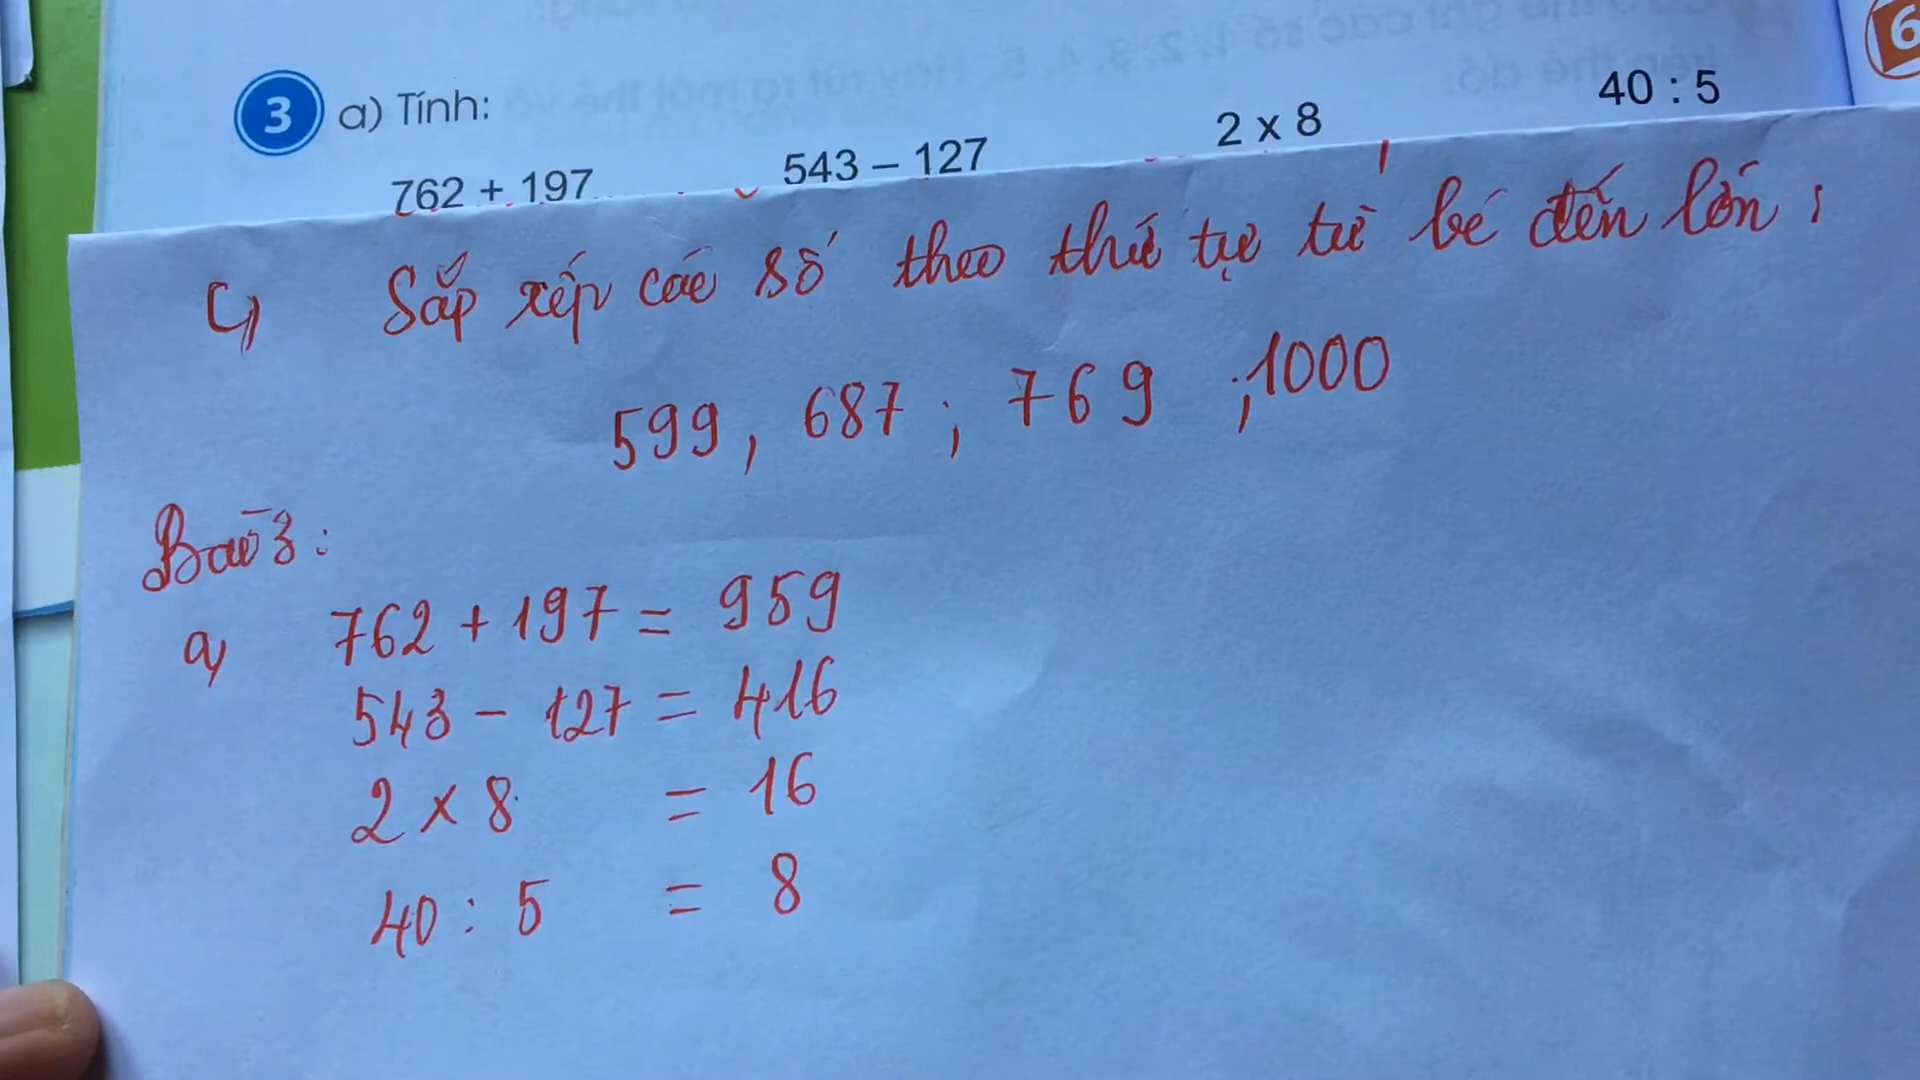 6
3 a) Tính:
762 + 197 543 – 127 2 x 8 40 : 5
c) Sắp xếp các số theo thứ tự từ bé đến lớn :
599, 687 ; 769 ; 1000
Bài 3 :
a) 762 + 197 = 959
543 - 127 = 416
2 x 8 = 16
40 : 5 = 8